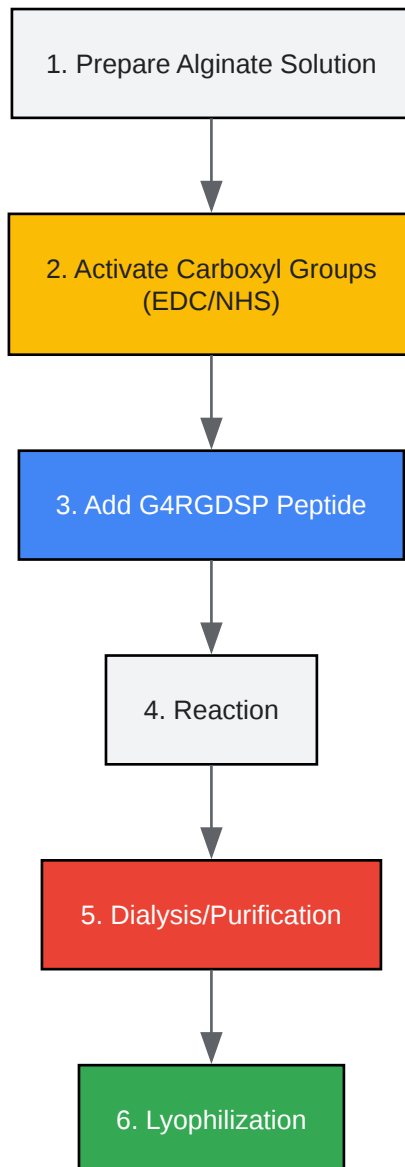 1. Prepare Alginate Solution
2. Activate Carboxyl Groups
(EDC/NHS)
3. Add G4RGDSP Peptide
4. Reaction
5. Dialysis/Purification
6. Lyophilization